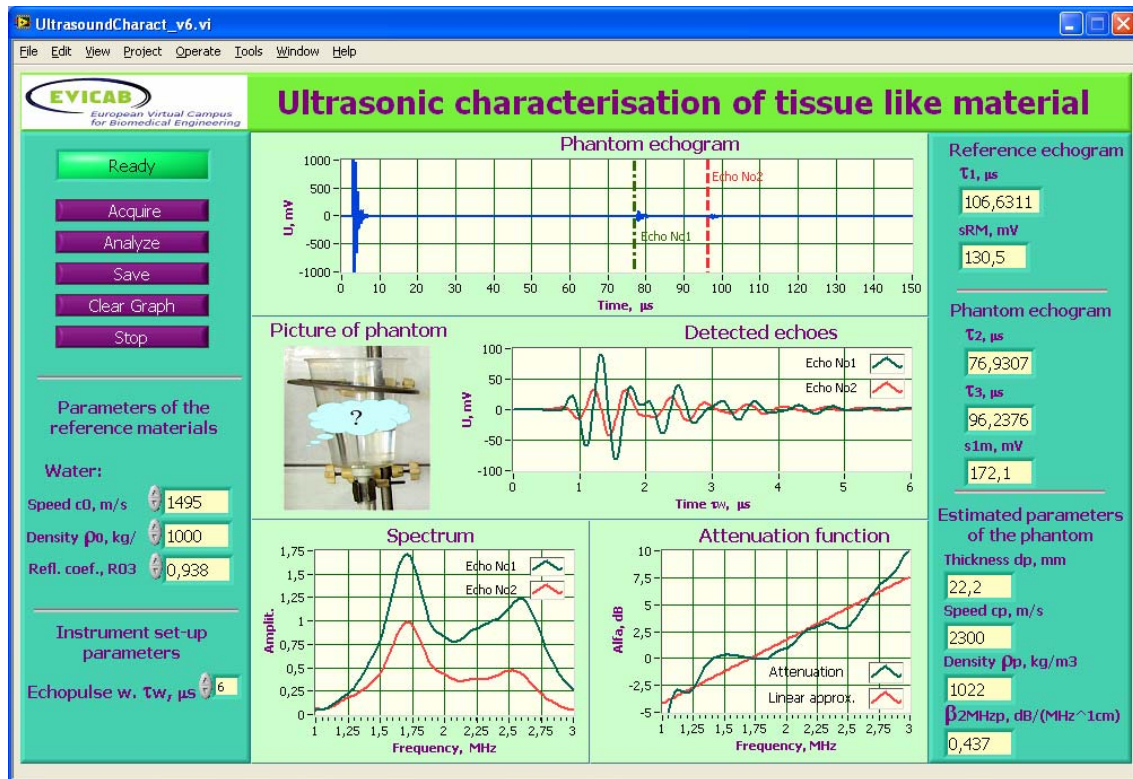 UltrasoundCharact_v6.vi
File Edit View Project Operate Tools Window Help
EVICAB
European Virtual Campus
for Biomedical Engineering
Ultrasonic characterisation of tissue like material
Ready
Acquire
Analyze
Save
Clear Graph
Stop
Parameters of the
reference materials
Water:
Speed c0, m/s 1495
Density ρ0, kg/ 1000
Refl. coef., R03 0,938
Instrument set-up
parameters
Echopulse w. τw, µs 6
Phantom echogram
U, mV
1000
500
0
-500
-1000
Echo No2
Echo No1
0 10 20 30 40 50 60 70 80 90 100 110 120 130 140 150
Time, µs
Picture of phantom
?
Detected echoes
U, mV
100
50
0
-50
-100
Echo No1
Echo No2
0 1 2 3 4 5 6
Time τw, µs
Spectrum
Amplit.
1,75
1,5
1,25
1
0,75
0,5
0,25
0
Echo No1
Echo No2
1 1,25 1,5 1,75 2 2,25 2,5 2,75 3
Frequency, MHz
Attenuation function
Alfa, dB
10
7,5
5
2,5
0
-2,5
-5
Attenuation
Linear approx.
1 1,25 1,5 1,75 2 2,25 2,5 2,75 3
Frequency, MHz
Reference echogram
τ1, µs
106,6311
sRM, mV
130,5
Phantom echogram
τ2, µs
76,9307
τ3, µs
96,2376
s1m, mV
172,1
Estimated parameters
of the phantom
Thickness dp, mm
22,2
Speed cp, m/s
2300
Density ρp, kg/m3
1022
β2MHzp, dB/(MHz^1cm)
0,437